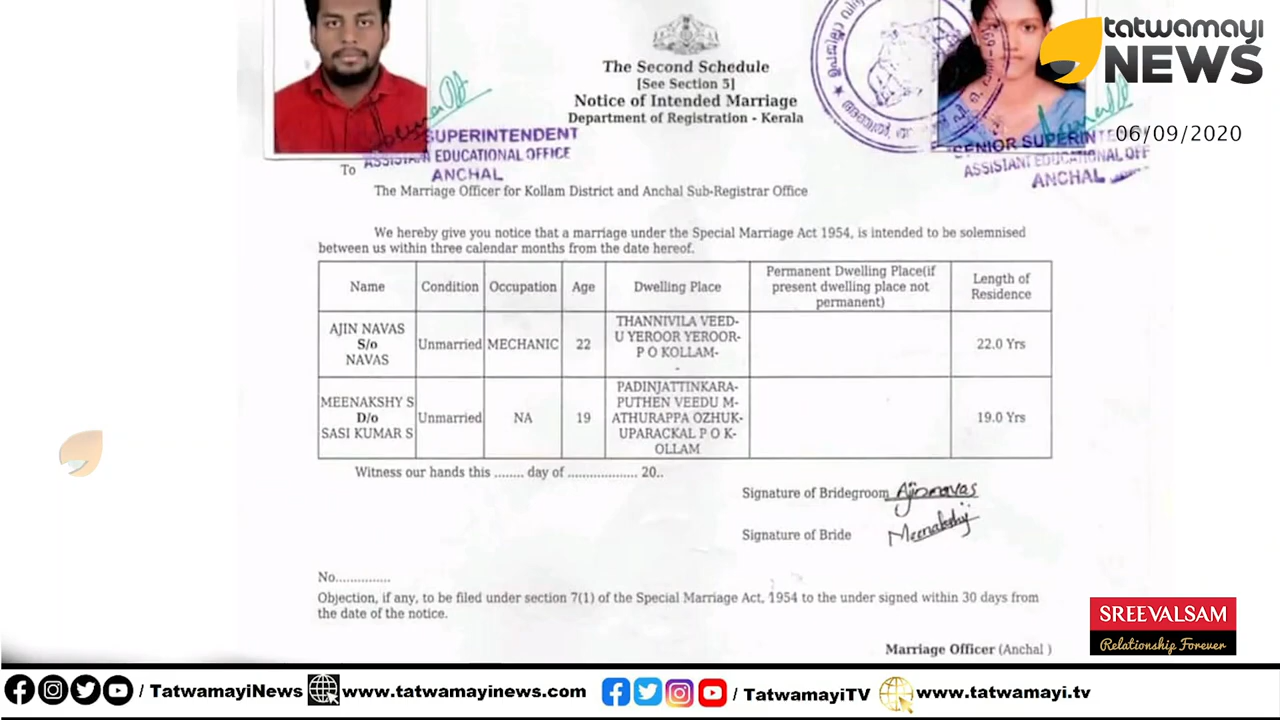 tatwamayi
NEWS
06/09/2020
The Second Schedule
[See Section 5]
Notice of Intended Marriage
Department of Registration - Kerala
SUPERINTENDENT
ASSISTANT EDUCATIONAL OFFICE
ANCHAL
SENIOR SUPERINTE
ASSISTANT EDUCATIONAL OFF
ANCHAL
To
The Marriage Officer for Kollam District and Anchal Sub-Registrar Office
We hereby give you notice that a marriage under the Special Marriage Act 1954, is intended to be solemnised
between us within three calendar months from the date hereof.
Name Condition Occupation Age Dwelling Place Permanent Dwelling Place(if present dwelling place not permanent) Length of Residence
AJIN NAVAS
S/o
NAVAS
Unmarried MECHANIC 22
THANNIVILA VEED-
U YEROOR YEROOR-
P O KOLLAM-
-
22.0 Yrs
MEENAKSHY S
D/o
SASI KUMAR S
Unmarried NA 19
PADINJATTINKARA-
PUTHEN VEEDU M-
ATHURAPPA OZHUK-
UPARACKAL P O K-
OLLAM
19.0 Yrs
Witness our hands this ........ day of ................... 20..
Signature of Bridegroom Ajinnavas
Signature of Bride Meenakshy
No...............
Objection, if any, to be filed under section 7(1) of the Special Marriage Act, 1954 to the under signed within 30 days from
the date of the notice.
Marriage Officer (Anchal )
SREEVALSAM
Relationship Forever
/ TatwamayiNews www.tatwamayinews.com / TatwamayiTV www.tatwamayi.tv